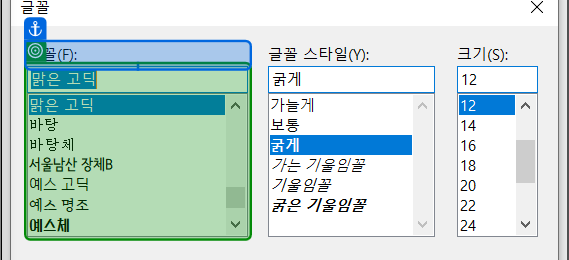 글꼴
글꼴(F):
맑은 고딕
맑은 고딕
바탕
바탕체
서울남산 장체B
예스 고딕
예스 명조
예스체
글꼴 스타일(Y):
굵게
가늘게
보통
굵게
가는 기울임꼴
기울임꼴
굵은 기울임꼴
크기(S):
12
12
14
16
18
20
22
24